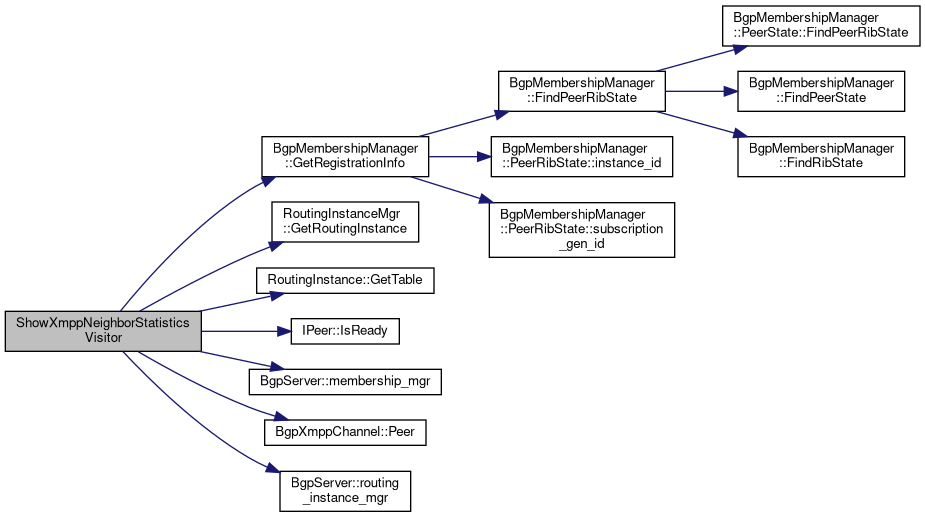 BgpMembershipManager
::PeerState::FindPeerRibState
BgpMembershipManager
::FindPeerRibState
BgpMembershipManager
::FindPeerState
BgpMembershipManager
::GetRegistrationInfo
BgpMembershipManager
::PeerRibState::instance_id
BgpMembershipManager
::FindRibState
RoutingInstanceMgr
::GetRoutingInstance
BgpMembershipManager
::PeerRibState::subscription
_gen_id
RoutingInstance::GetTable
ShowXmppNeighborStatistics
Visitor
IPeer::IsReady
BgpServer::membership_mgr
BgpXmppChannel::Peer
BgpServer::routing
_instance_mgr